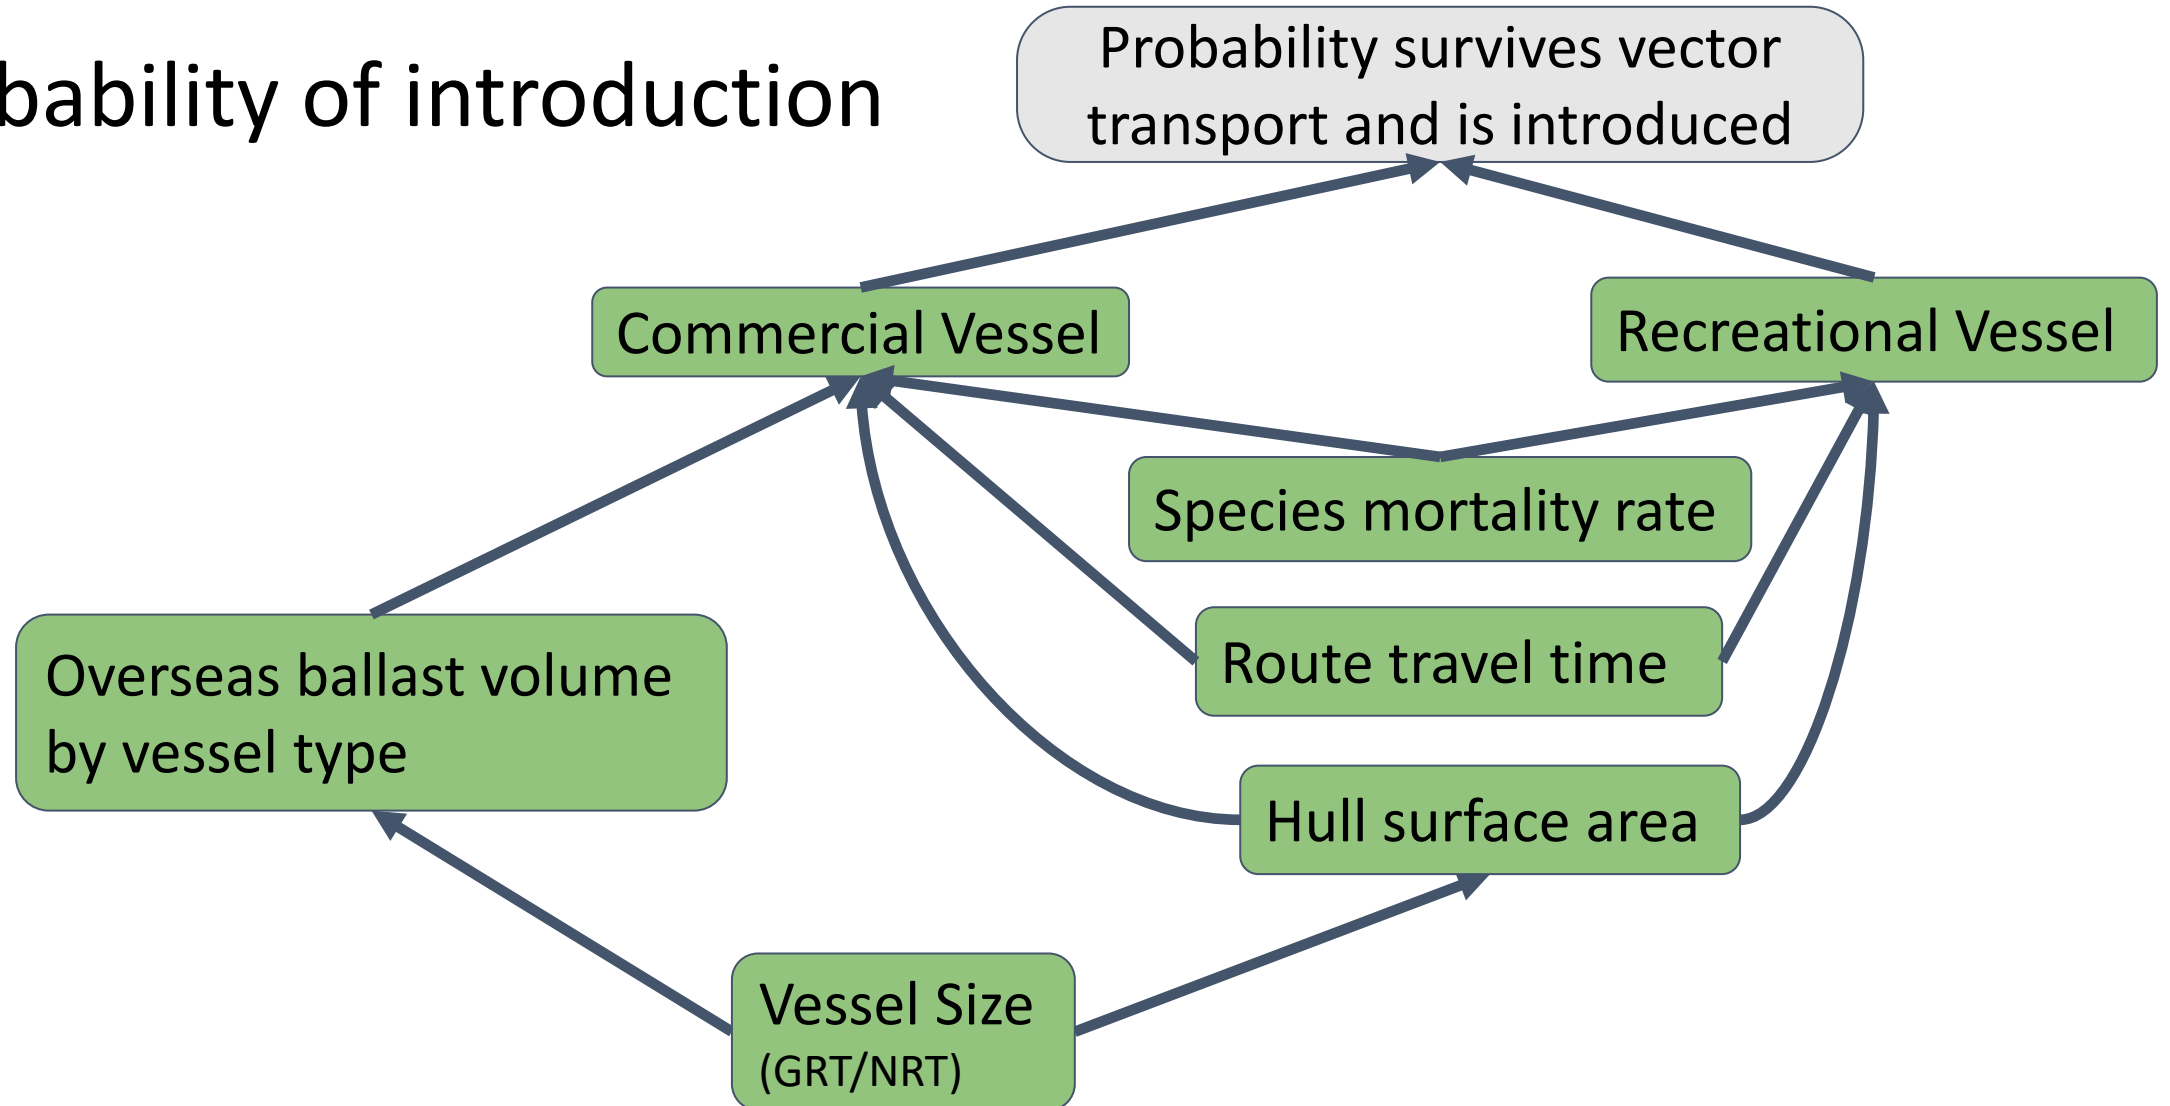 bability of introduction
Probability survives vector
transport and is introduced
Commercial Vessel
Recreational Vessel
Species mortality rate
Route travel time
Overseas ballast volume
by vessel type
Hull surface area
Vessel Size
(GRT/NRT)